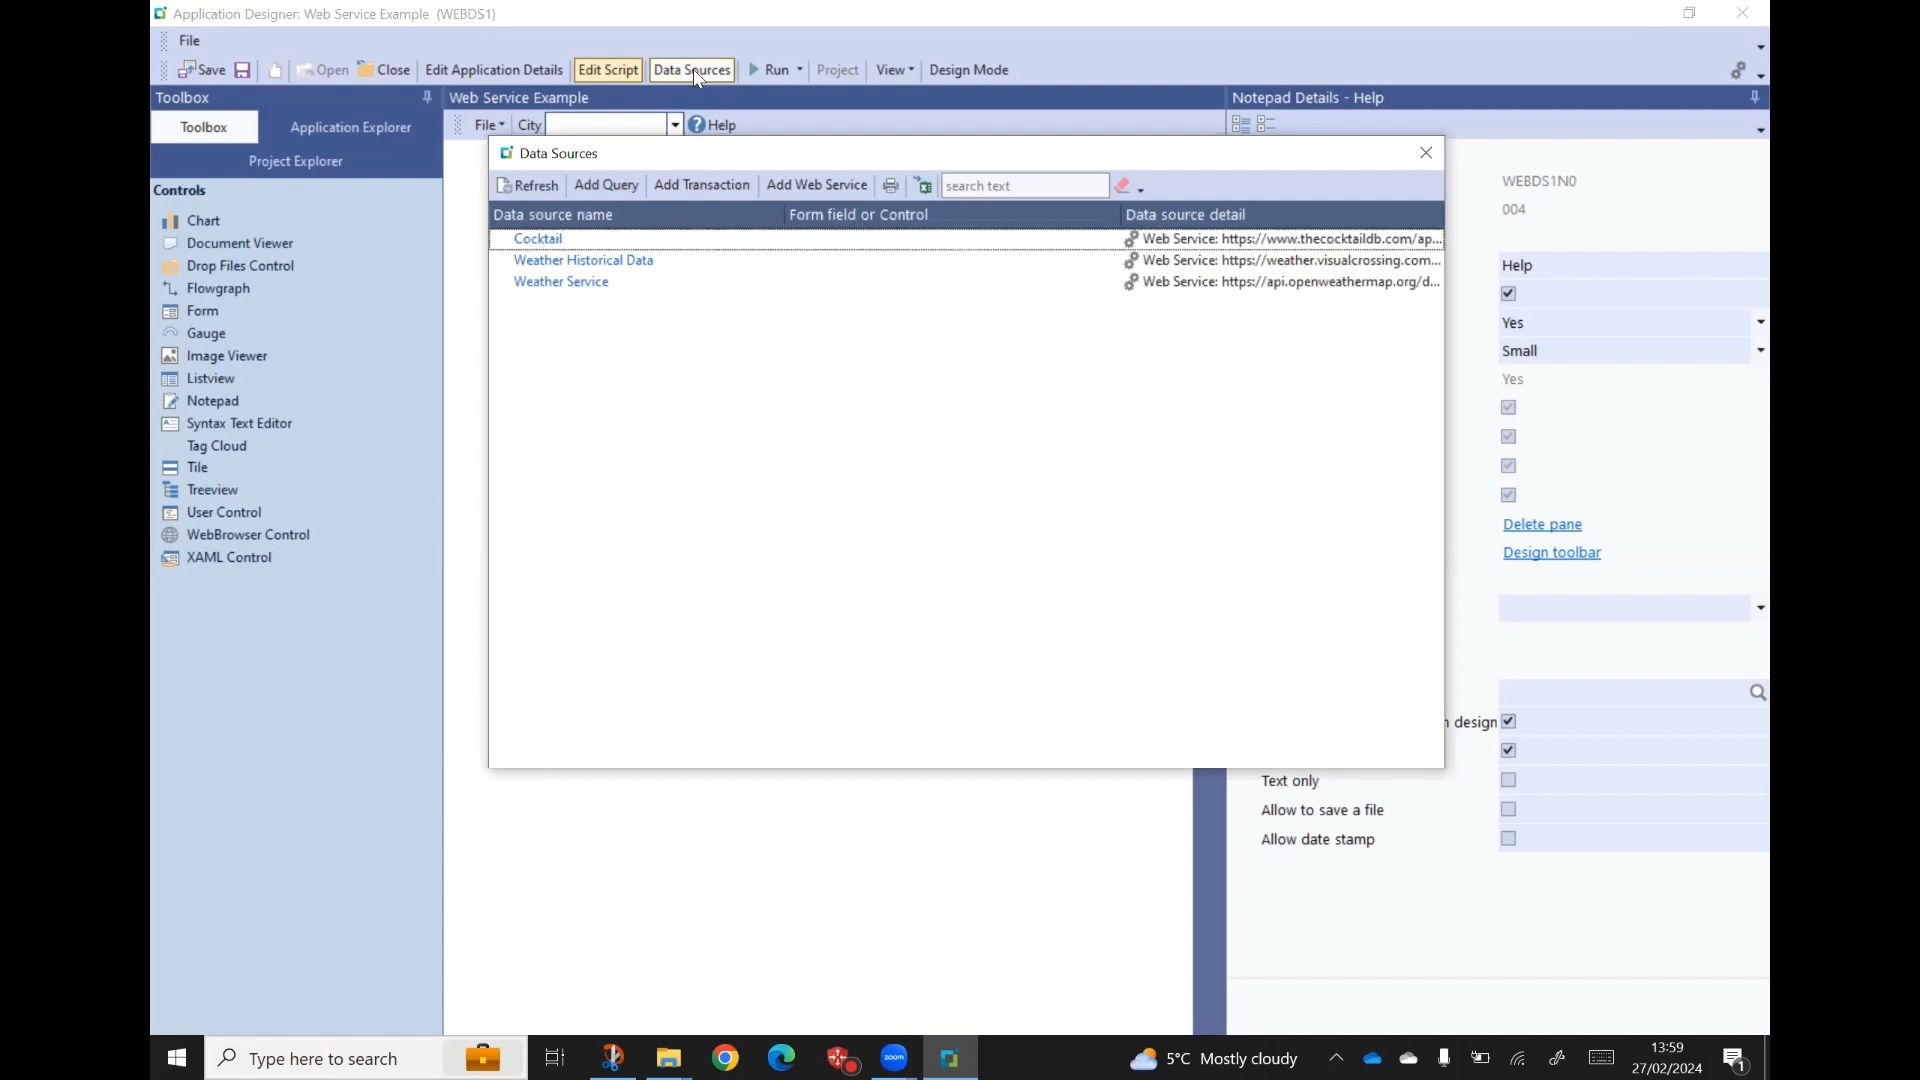 Application Designer: Web Service Example (WEBDS1)
File
Save Open Close Edit Application Details Edit Script Data Sources Run Project View Design Mode
Toolbox
Toolbox Application Explorer
Project Explorer
Controls
Chart
Document Viewer
Drop Files Control
Flowgraph
Form
Gauge
Image Viewer
Listview
Notepad
Syntax Text Editor
Tag Cloud
Tile
Treeview
User Control
WebBrowser Control
XAML Control
Web Service Example
File City Help
Data Sources
Refresh Add Query Add Transaction Add Web Service search text
Data source name Form field or Control Data source detail
Cocktail Web Service: https://www.thecocktaildb.com/ap...
Weather Historical Data Web Service: https://weather.visualcrossing.com...
Weather Service Web Service: https://api.openweathermap.org/d...
Notepad Details - Help
WEBDS1N0
004
Help
Yes
Small
Yes
Delete pane
Design toolbar
design
Text only
Allow to save a file
Allow date stamp
Type here to search
zoom
5°C Mostly cloudy
13:59
27/02/2024
1